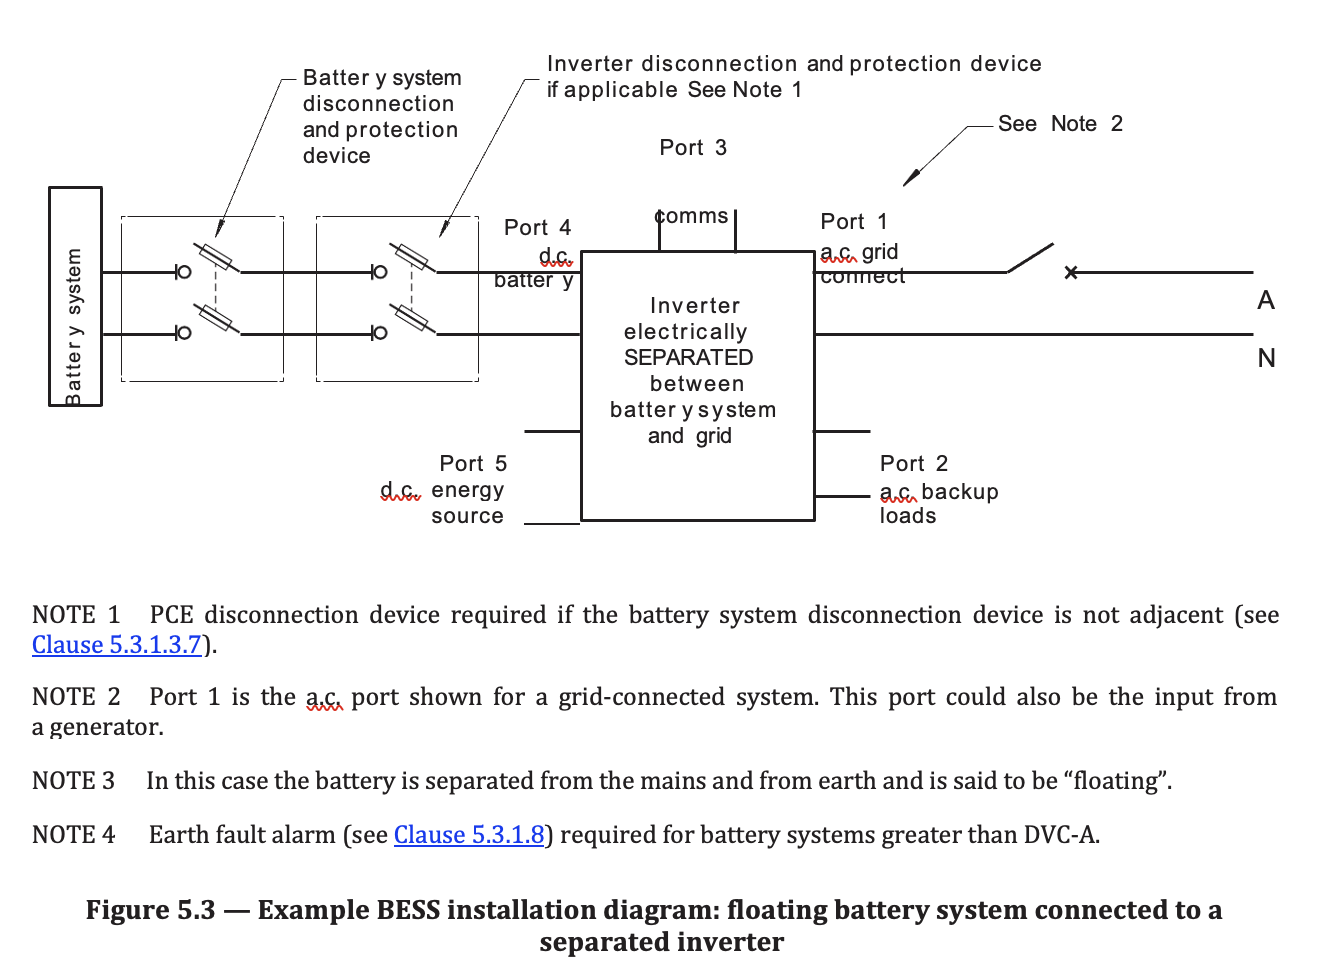 Battery system
disconnection
and protection
device
Inverter disconnection and protection device
if applicable See Note 1
See Note 2
Port 3
comms
Port 4
d.c.
battery
Port 1
a.c. grid
connect
Battery system
Inverter
electrically
SEPARATED
between
battery system
and grid
A
N
Port 5
d.c. energy
source
Port 2
a.c. backup
loads
NOTE 1 PCE disconnection device required if the battery system disconnection device is not adjacent (see
Clause 5.3.1.3.7).
NOTE 2 Port 1 is the a.c. port shown for a grid-connected system. This port could also be the input from
a generator.
NOTE 3 In this case the battery is separated from the mains and from earth and is said to be “floating”.
NOTE 4 Earth fault alarm (see Clause 5.3.1.8) required for battery systems greater than DVC-A.
Figure 5.3 — Example BESS installation diagram: floating battery system connected to a
separated inverter